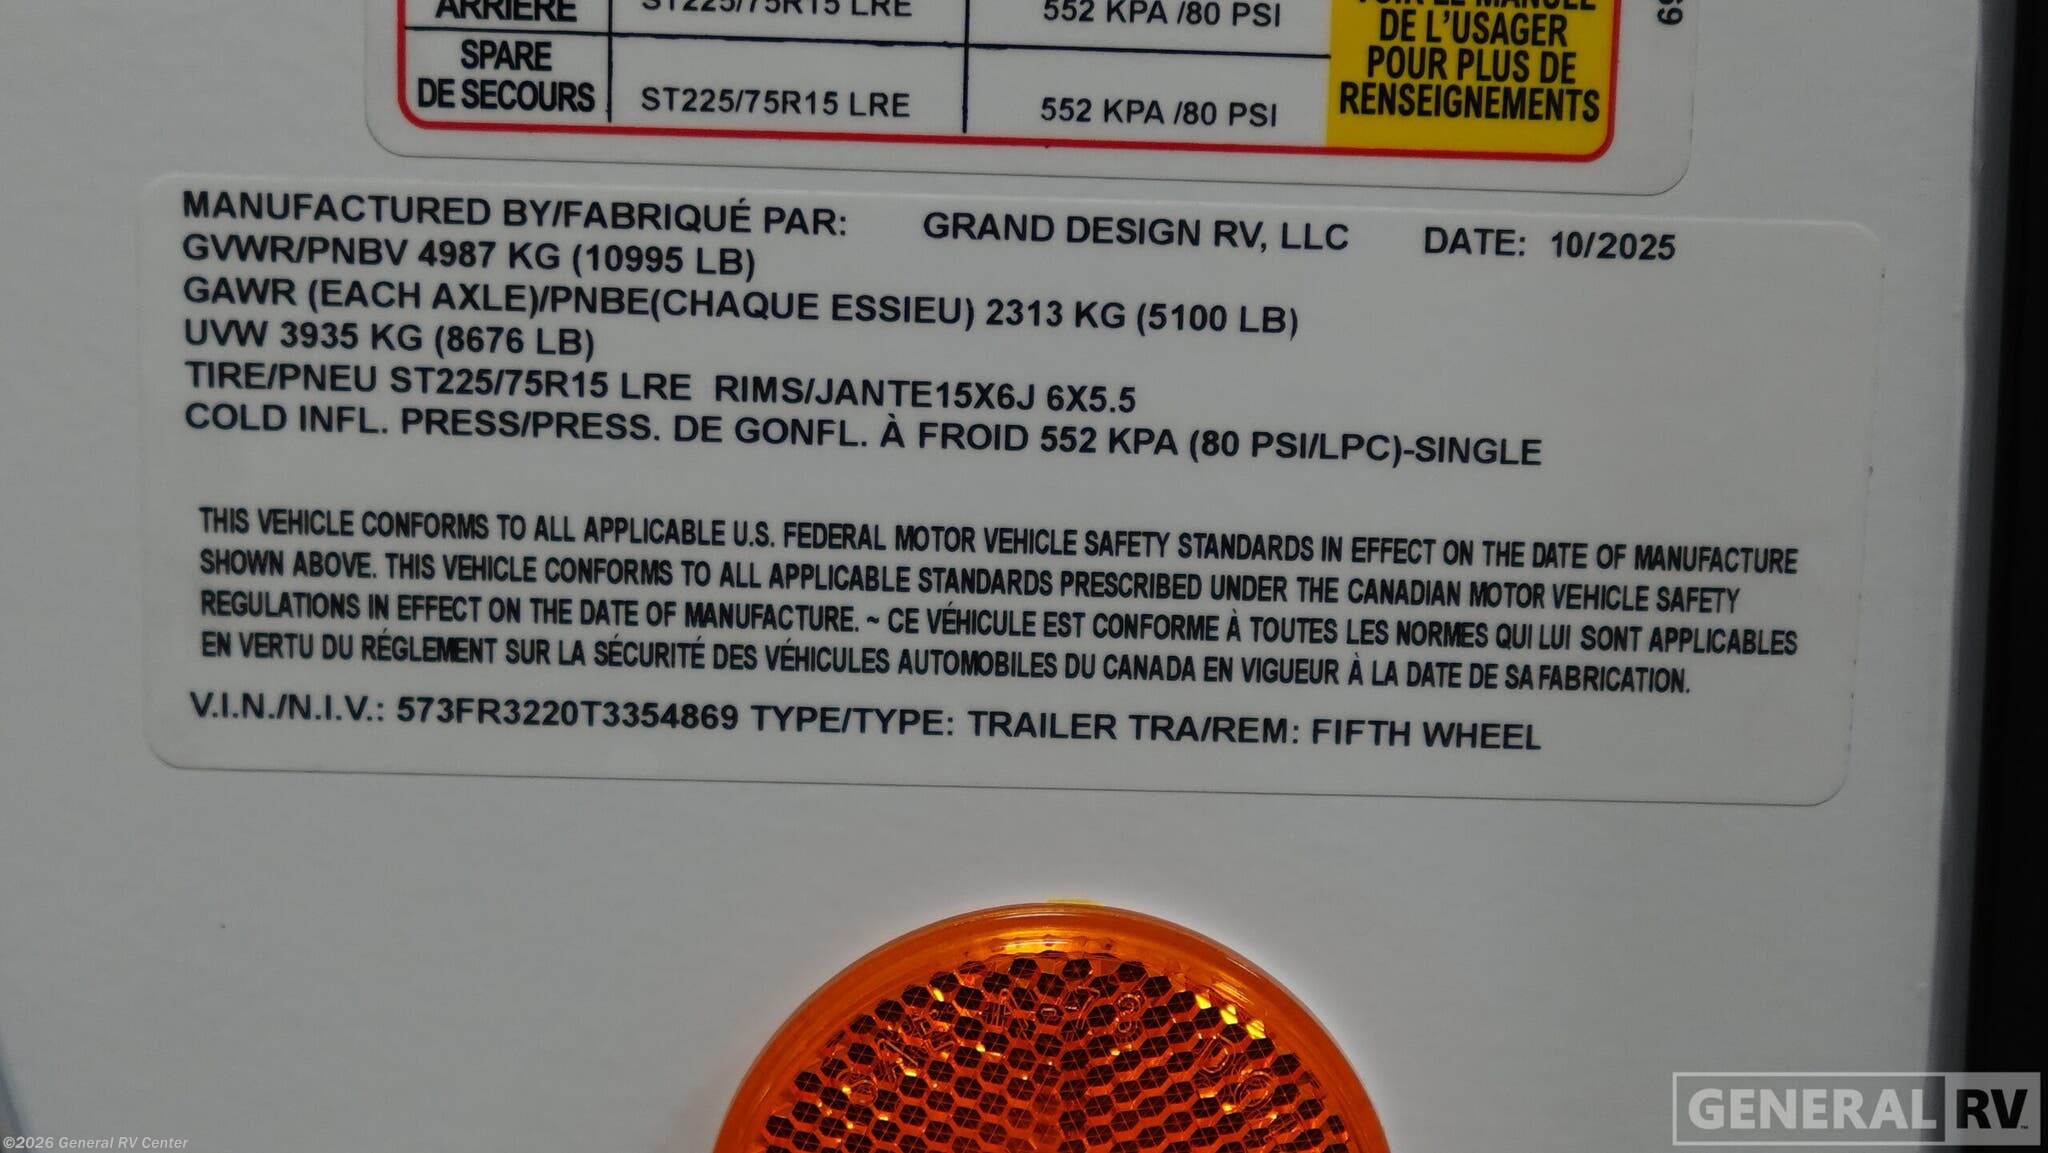 ARRIÈRE ST225/75R15 LRE 552 KPA /80 PSI
VOIR LE MANUEL
DE L'USAGER
POUR PLUS DE
RENSEIGNEMENTS
SPARE
DE SECOURS ST225/75R15 LRE 552 KPA /80 PSI
MANUFACTURED BY/FABRIQUÉ PAR: GRAND DESIGN RV, LLC DATE: 10/2025
GVWR/PNBV 4987 KG (10995 LB)
GAWR (EACH AXLE)/PNBE(CHAQUE ESSIEU) 2313 KG (5100 LB)
UVW 3935 KG (8676 LB)
TIRE/PNEU ST225/75R15 LRE RIMS/JANTE15X6J 6X5.5
COLD INFL. PRESS/PRESS. DE GONFL. À FROID 552 KPA (80 PSI/LPC)-SINGLE
THIS VEHICLE CONFORMS TO ALL APPLICABLE U.S. FEDERAL MOTOR VEHICLE SAFETY STANDARDS IN EFFECT ON THE DATE OF MANUFACTURE
SHOWN ABOVE. THIS VEHICLE CONFORMS TO ALL APPLICABLE STANDARDS PRESCRIBED UNDER THE CANADIAN MOTOR VEHICLE SAFETY
REGULATIONS IN EFFECT ON THE DATE OF MANUFACTURE. ~ CE VÉHICULE EST CONFORME À TOUTES LES NORMES QUI LUI SONT APPLICABLES
EN VERTU DU RÉGLEMENT SUR LA SÉCURITÉ DES VÉHICULES AUTOMOBILES DU CANADA EN VIGUEUR À LA DATE DE SA FABRICATION.
V.I.N./N.I.V.: 573FR3220T3354869 TYPE/TYPE: TRAILER TRA/REM: FIFTH WHEEL
GENERAL RV™
©2026 General RV Center